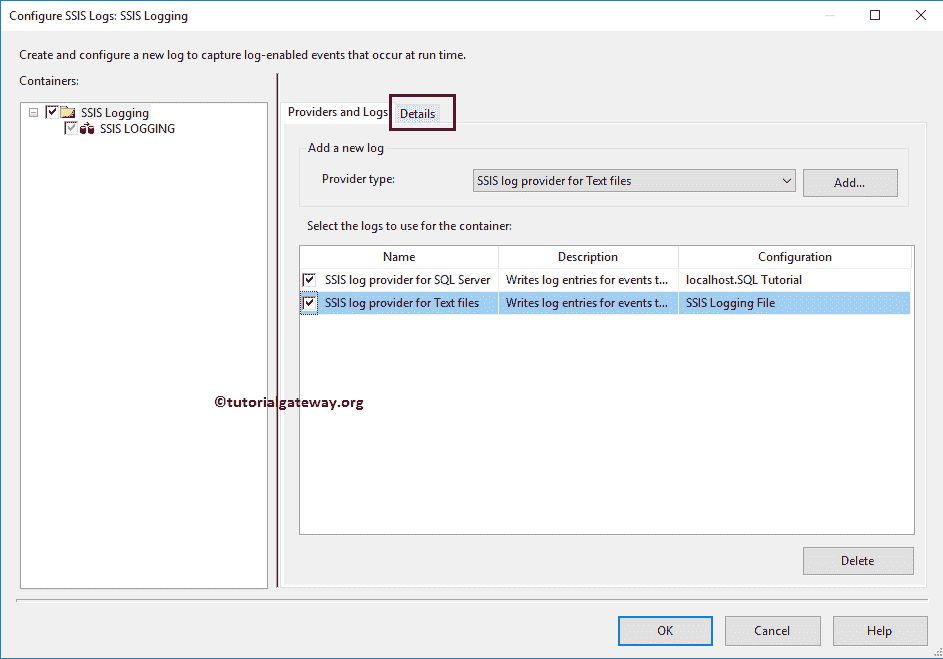 Configure SSIS Logs: SSIS Logging
Create and configure a new log to capture log-enabled events that occur at run time.
Containers:
SSIS Logging
SSIS LOGGING
Providers and Logs Details
Add a new log
Provider type: SSIS log provider for Text files Add...
Select the logs to use for the container:
Name Description Configuration
SSIS log provider for SQL Server Writes log entries for events t... localhost.SQL Tutorial
SSIS log provider for Text files Writes log entries for events t... SSIS Logging File
©tutorialgateway.org
Delete
OK Cancel Help